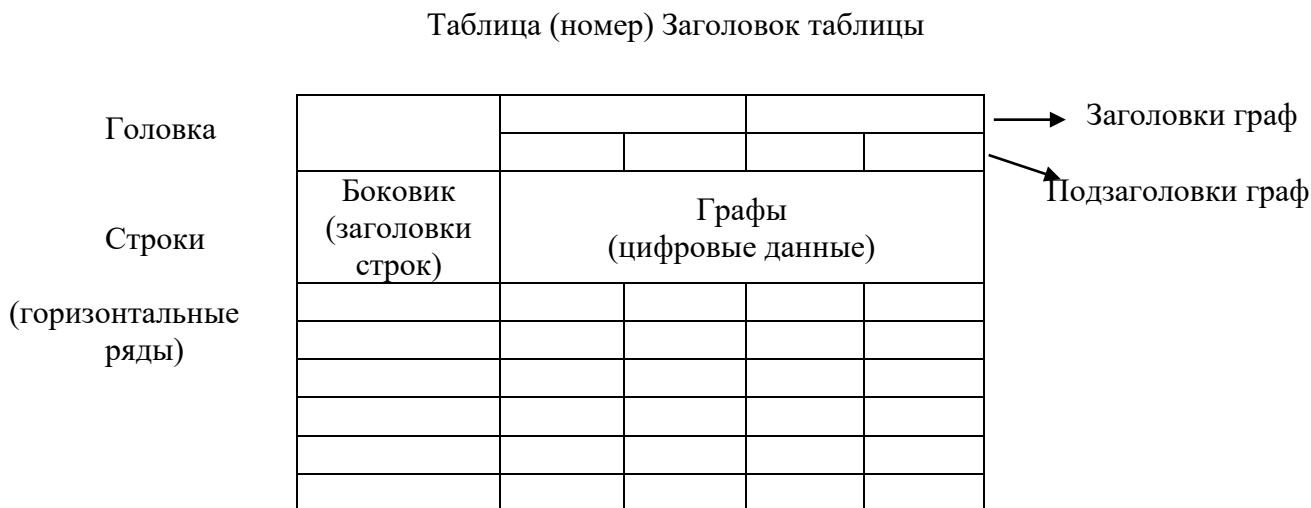 Таблица (номер) Заголовок таблицы
Головка
Заголовки граф
Подзаголовки граф
Строки
(горизонтальные
ряды)
Боковик
(заголовки
строк)
Графы
(цифровые данные)